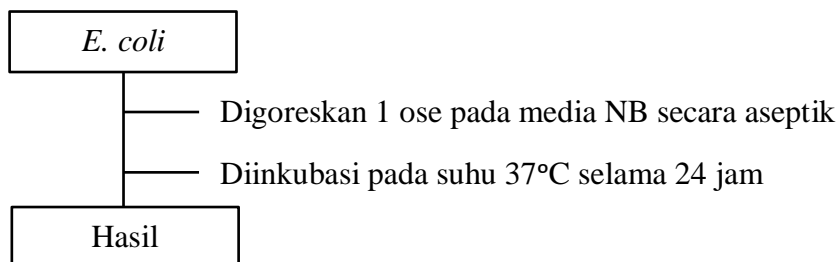 E. coli
Digoreskan 1 ose pada media NB secara aseptik
Diinkubasi pada suhu 37°C selama 24 jam
Hasil